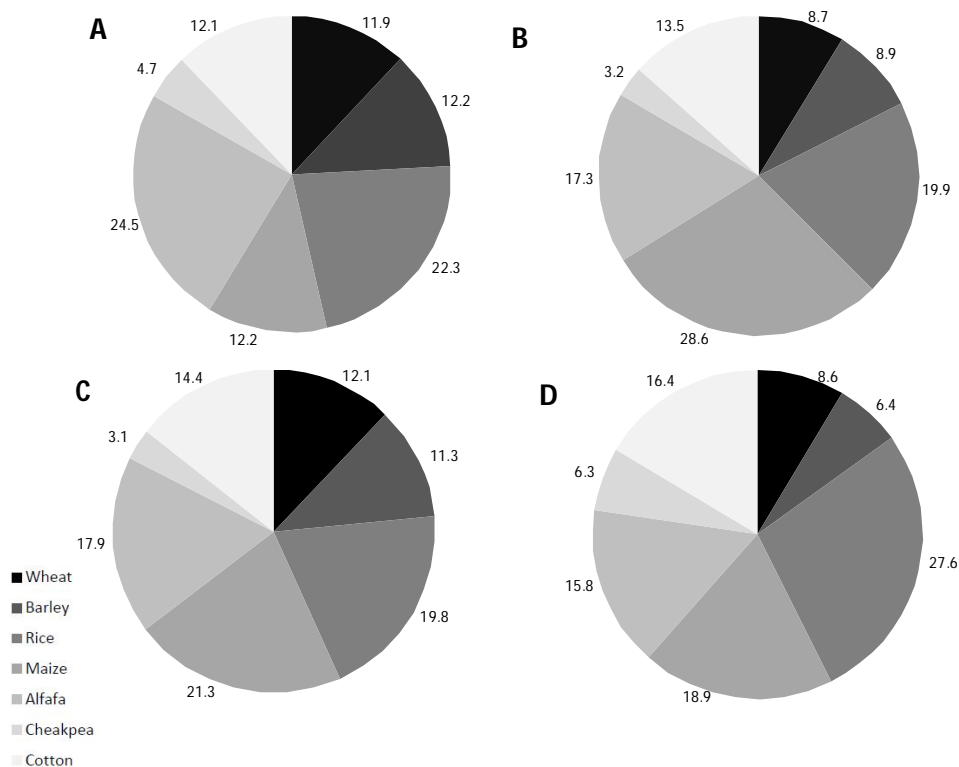 A
11.9
12.2
22.3
12.2
24.5
4.7
12.1
B
8.7
8.9
19.9
28.6
17.3
3.2
13.5
C
12.1
11.3
19.8
21.3
17.9
3.1
14.4
D
8.6
6.4
27.6
18.9
15.8
6.3
16.4
Wheat
Barley
Rice
Maize
Alfafa
Cheakpea
Cotton